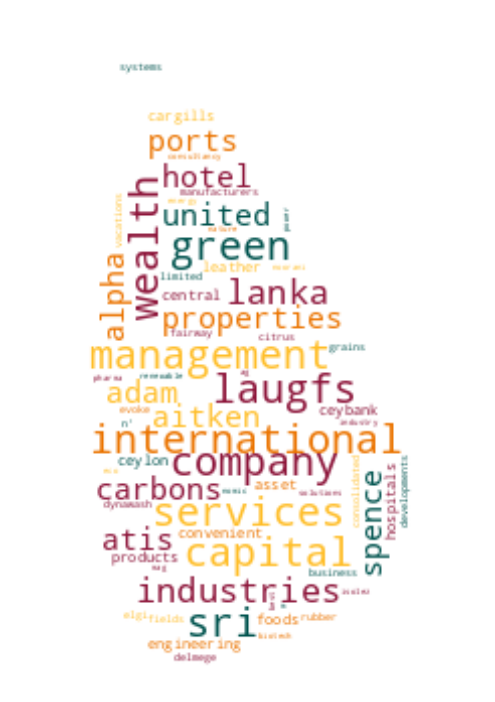 systems
cargills
ports
consultancy
hotel
manufacturers
energy
wealth
vacations
united
power
nature
green
leather
limited
central
lanka
alpha
properties
fairway
citrus
management
grains
pharma
renewable
ag
adam
laugfs
evoke
aitken
ceybank
industry
n'
international
ceylon
company
asset
carbons
solutions
consolidated
spence
hospitals
developments
dynawash
services
atis
convenient
products
capital
business
industries
elgi
fields
sri
foods
rubber
biotech
engineering
delmege